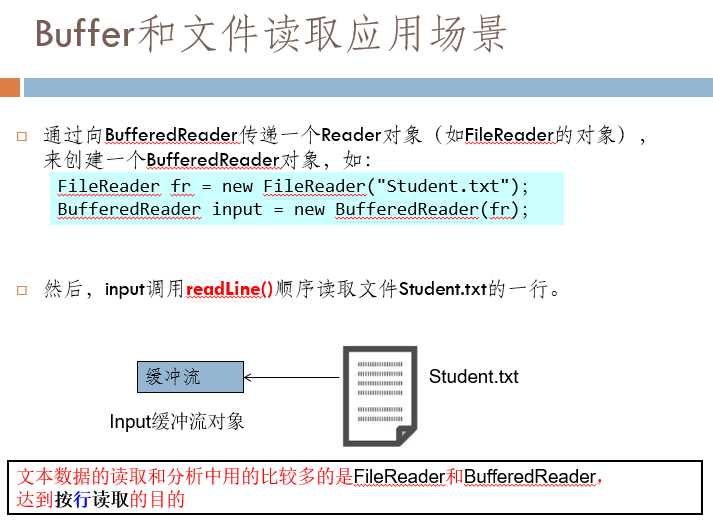 Buffer和文件读取应用场景
通过向BufferedReader传递一个Reader对象（如FileReader的对象），
来创建一个BufferedReader对象，如：
FileReader fr = new FileReader("Student.txt");
BufferedReader input = new BufferedReader(fr);
然后，input调用readLine()顺序读取文件Student.txt的一行。
缓冲流
Student.txt
Input缓冲流对象
文本数据的读取和分析中用的比较多的是FileReader和BufferedReader，
达到按行读取的目的